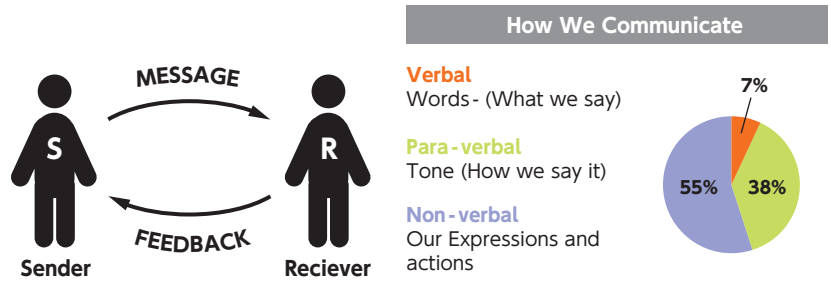 MESSAGE
S
R
FEEDBACK
Sender
Reciever
How We Communicate
Verbal
Words- (What we say)
Para-verbal
Tone (How we say it)
Non-verbal
Our Expressions and
actions
7%
55%
38%